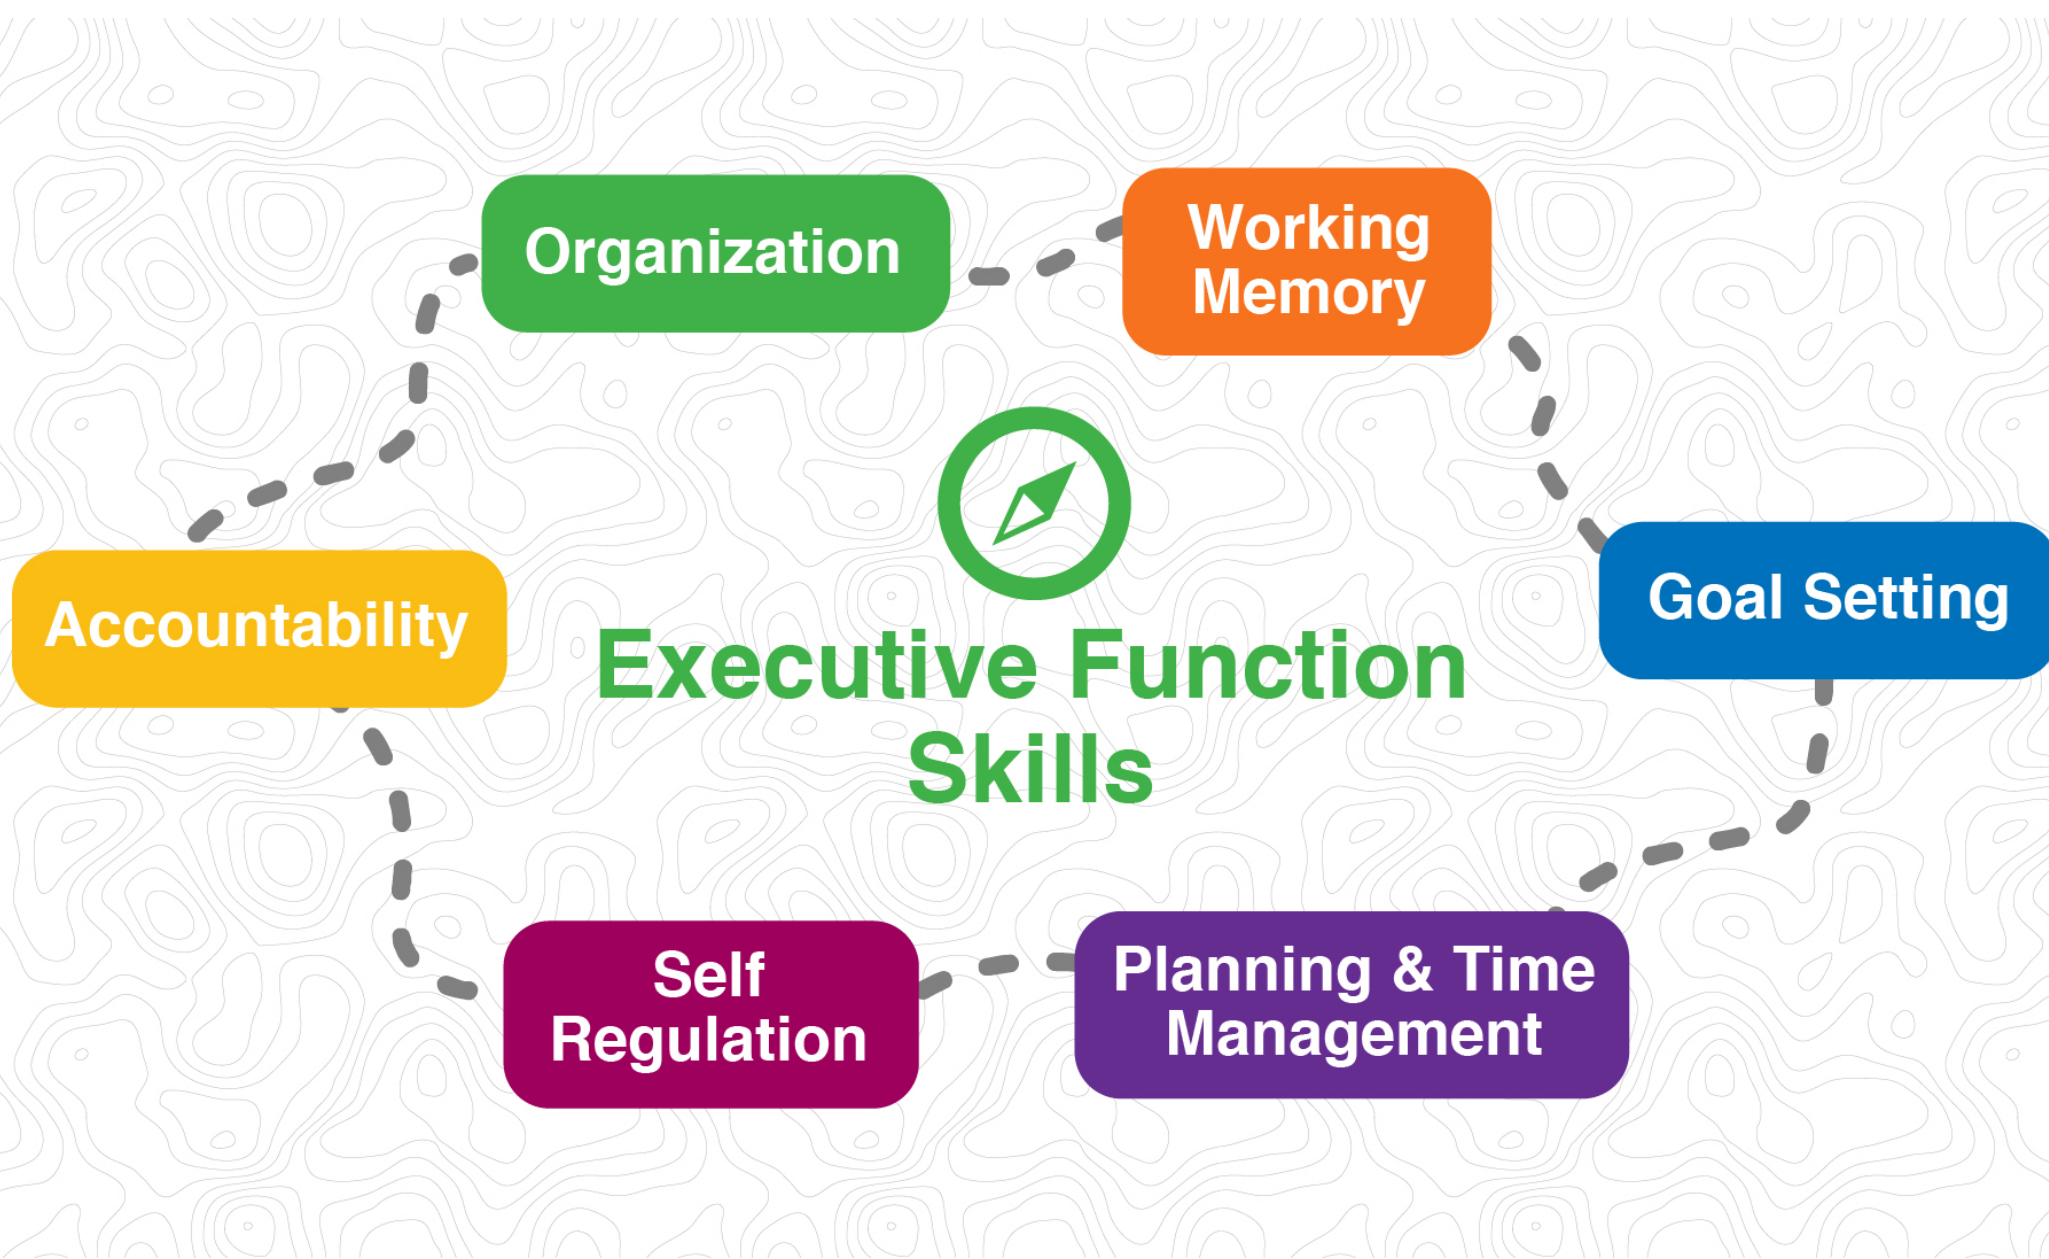 Organization
Working
Memory
Accountability
Goal Setting
Executive Function
Skills
Self
Regulation
Planning & Time
Management